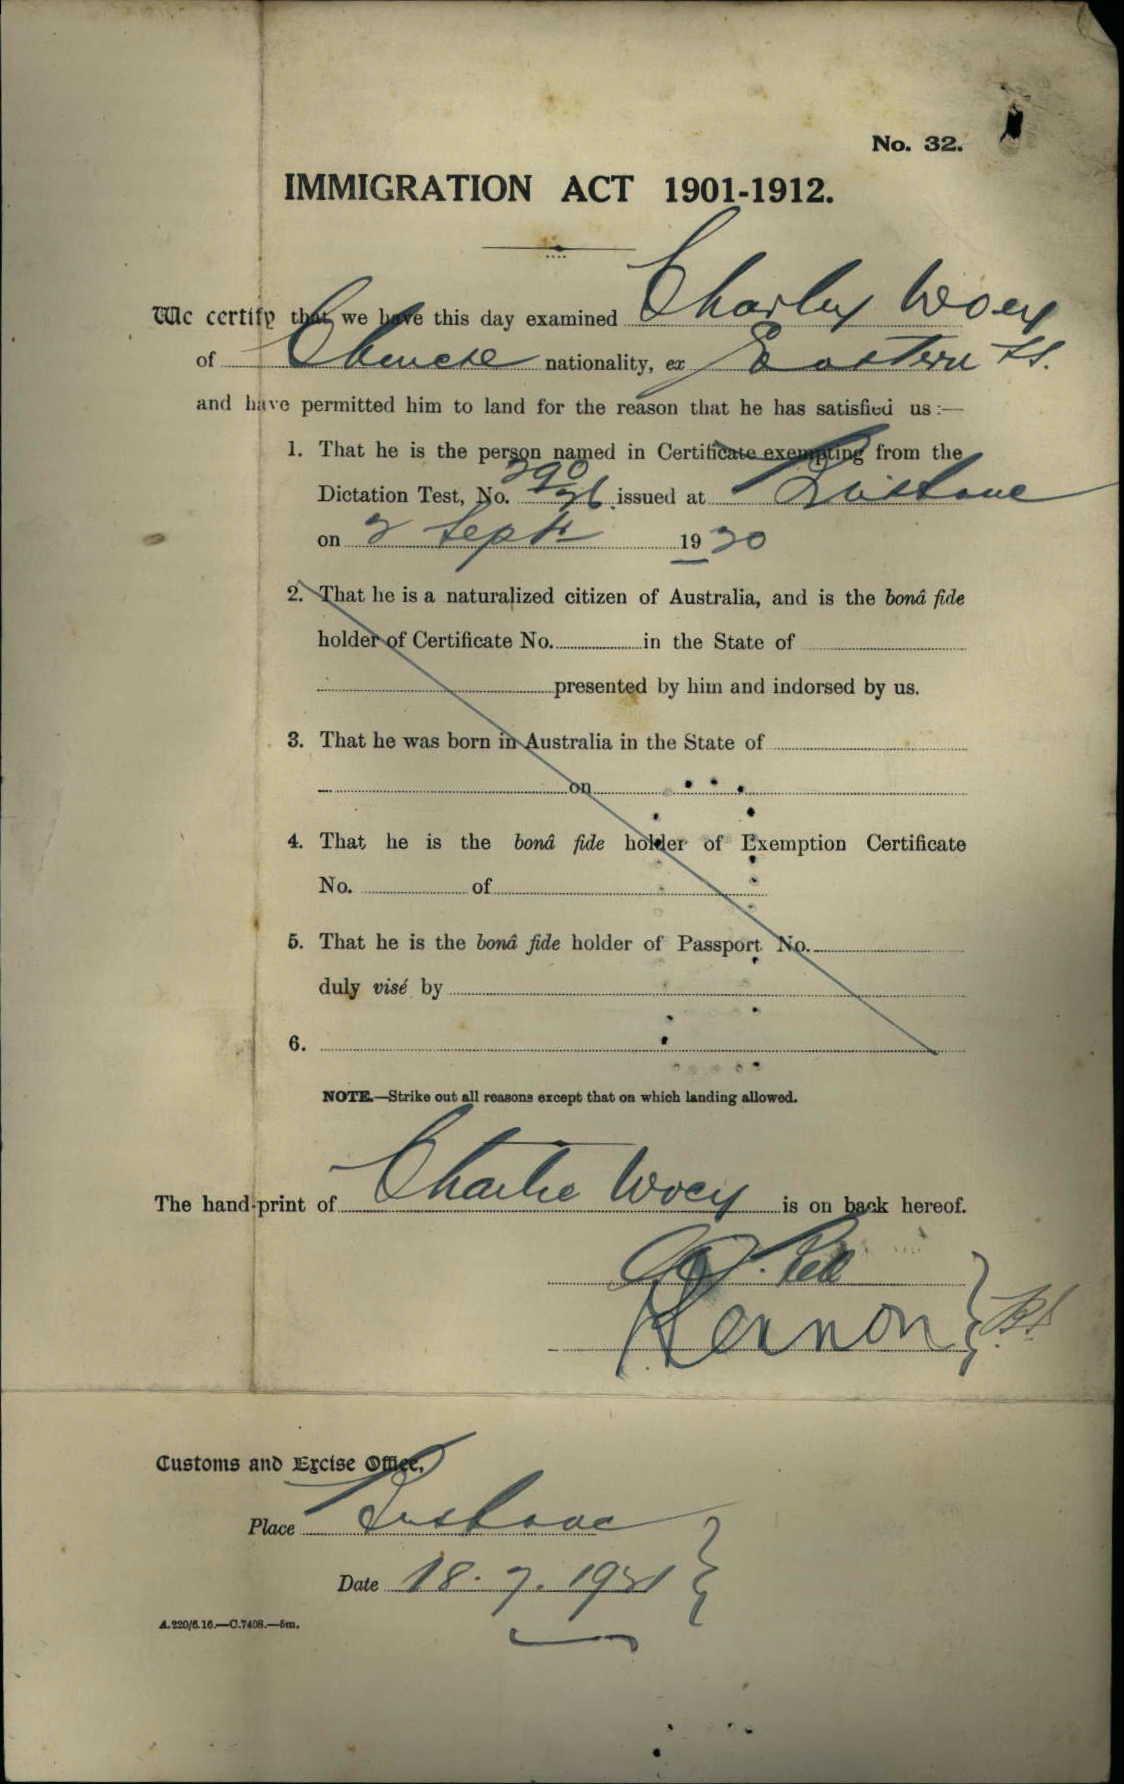 No. 32.
IMMIGRATION ACT 1901-1912.
We certify that we have this day examined Charley Woey
of Chinese nationality, ex Eastern
and have permitted him to land for the reason that he has satisfied us :—
1. That he is the person named in Certificate exempting from the
Dictation Test, No. issued at Brisbane
on 2 Sept 1930
2. That he is a naturalized citizen of Australia, and is the bonâ fide
holder of Certificate No. in the State of
presented by him and indorsed by us.
3. That he was born in Australia in the State of
on
4. That he is the bonâ fide holder of Exemption Certificate
No. of
5. That he is the bonâ fide holder of Passport No.
duly visé by
6.
NOTE.—Strike out all reasons except that on which landing allowed.
The hand-print of Charlie Woey is on back hereof.
Customs and Excise Office,
Place Brisbane
Date 18.7.1931
A.220/6.16.—C.7408.—5m.